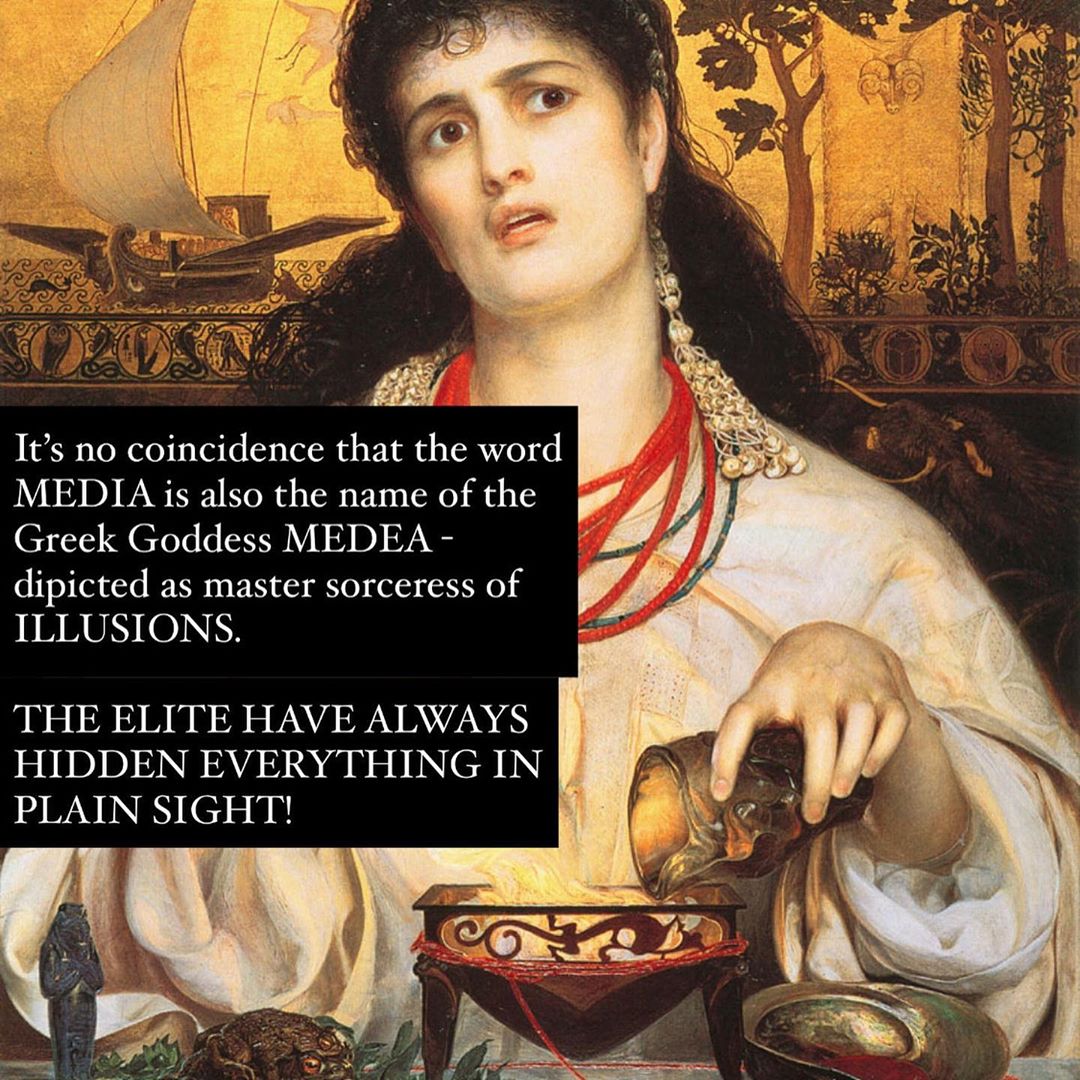 It’s no coincidence that the word
MEDIA is also the name of the
Greek Goddess MEDEA -
dipicted as master sorceress of
ILLUSIONS.
THE ELITE HAVE ALWAYS
HIDDEN EVERYTHING IN
PLAIN SIGHT!